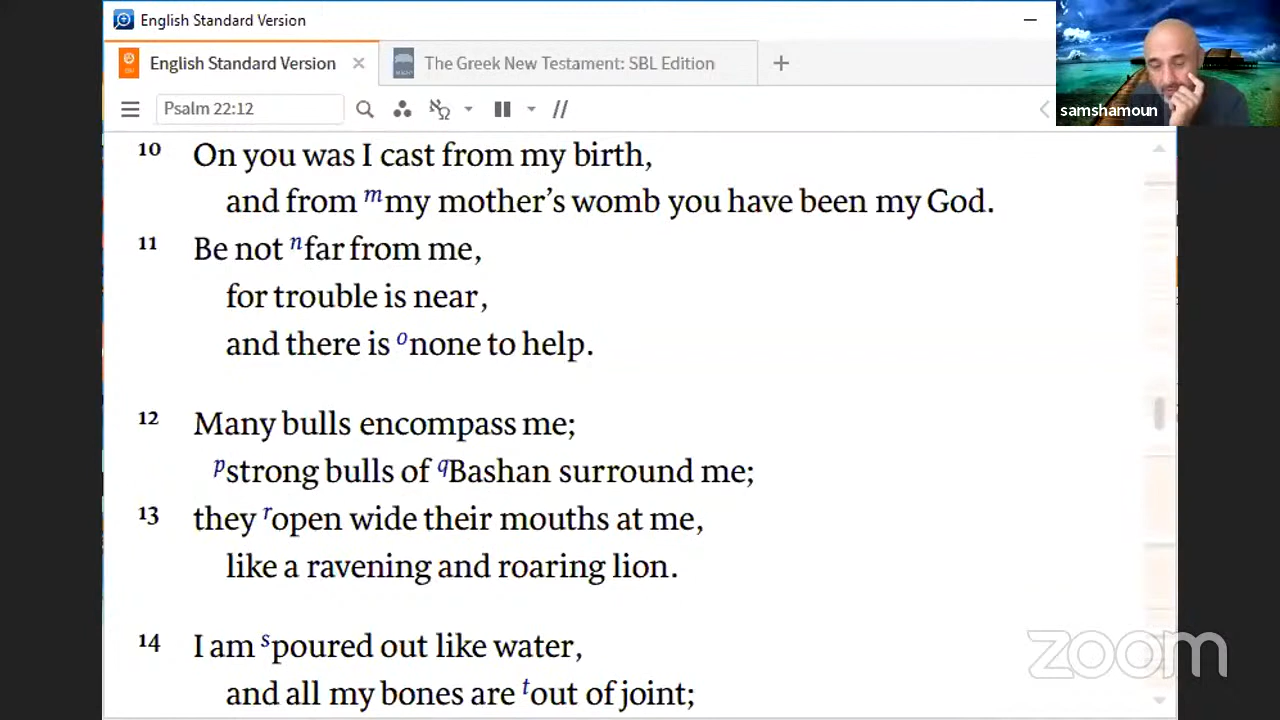 English Standard Version
English Standard Version
The Greek New Testament: SBL Edition
Psalm 22:12
samshamoun
10 On you was I cast from my birth,
and from m my mother's womb you have been my God.
11 Be not n far from me,
for trouble is near,
and there is o none to help.
12 Many bulls encompass me;
p strong bulls of q Bashan surround me;
13 they r open wide their mouths at me,
like a ravening and roaring lion.
14 I am s poured out like water,
and all my bones are t out of joint;
zoom